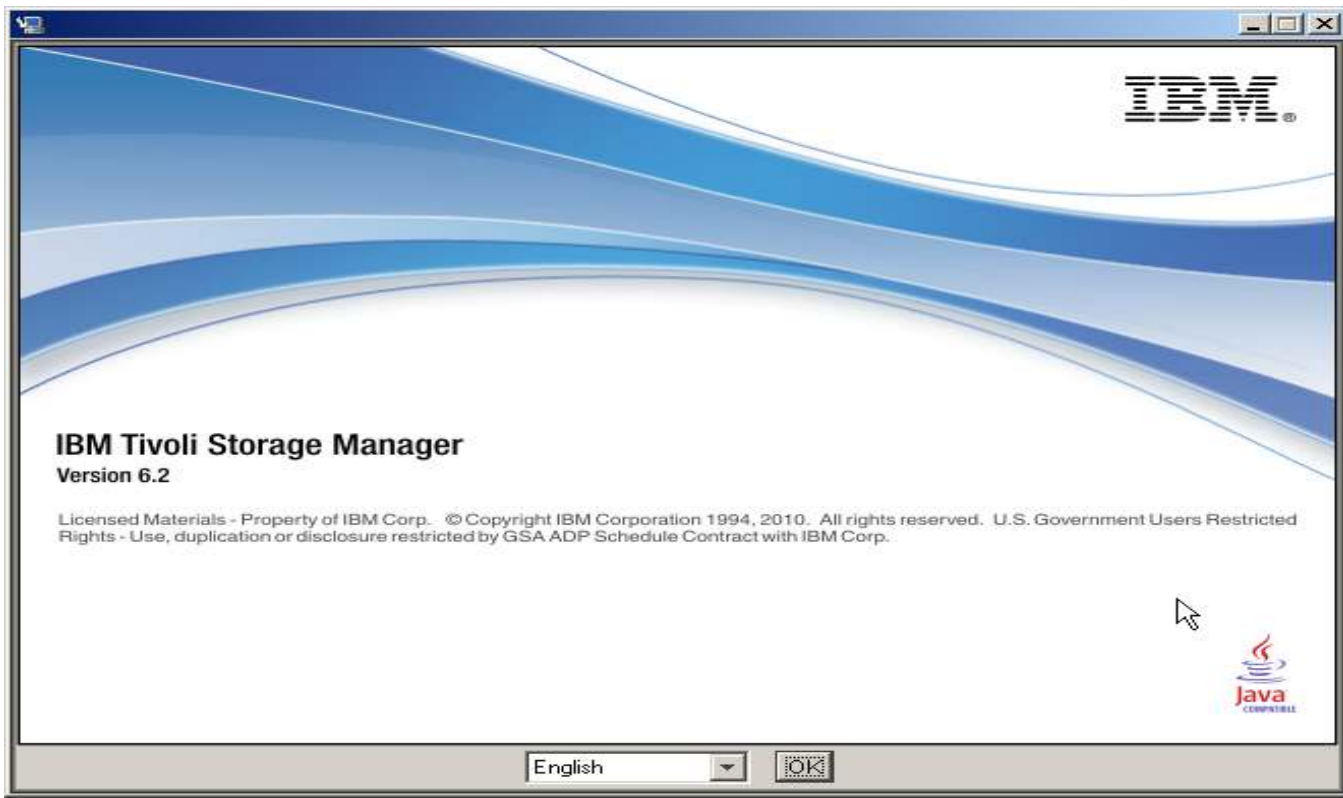 IBM®
IBM Tivoli Storage Manager
Version 6.2
Licensed Materials - Property of IBM Corp. © Copyright IBM Corporation 1994, 2010. All rights reserved. U.S. Government Users Restricted
Rights - Use, duplication or disclosure restricted by GSA ADP Schedule Contract with IBM Corp.
Java
COMPATIBLE
English
OK